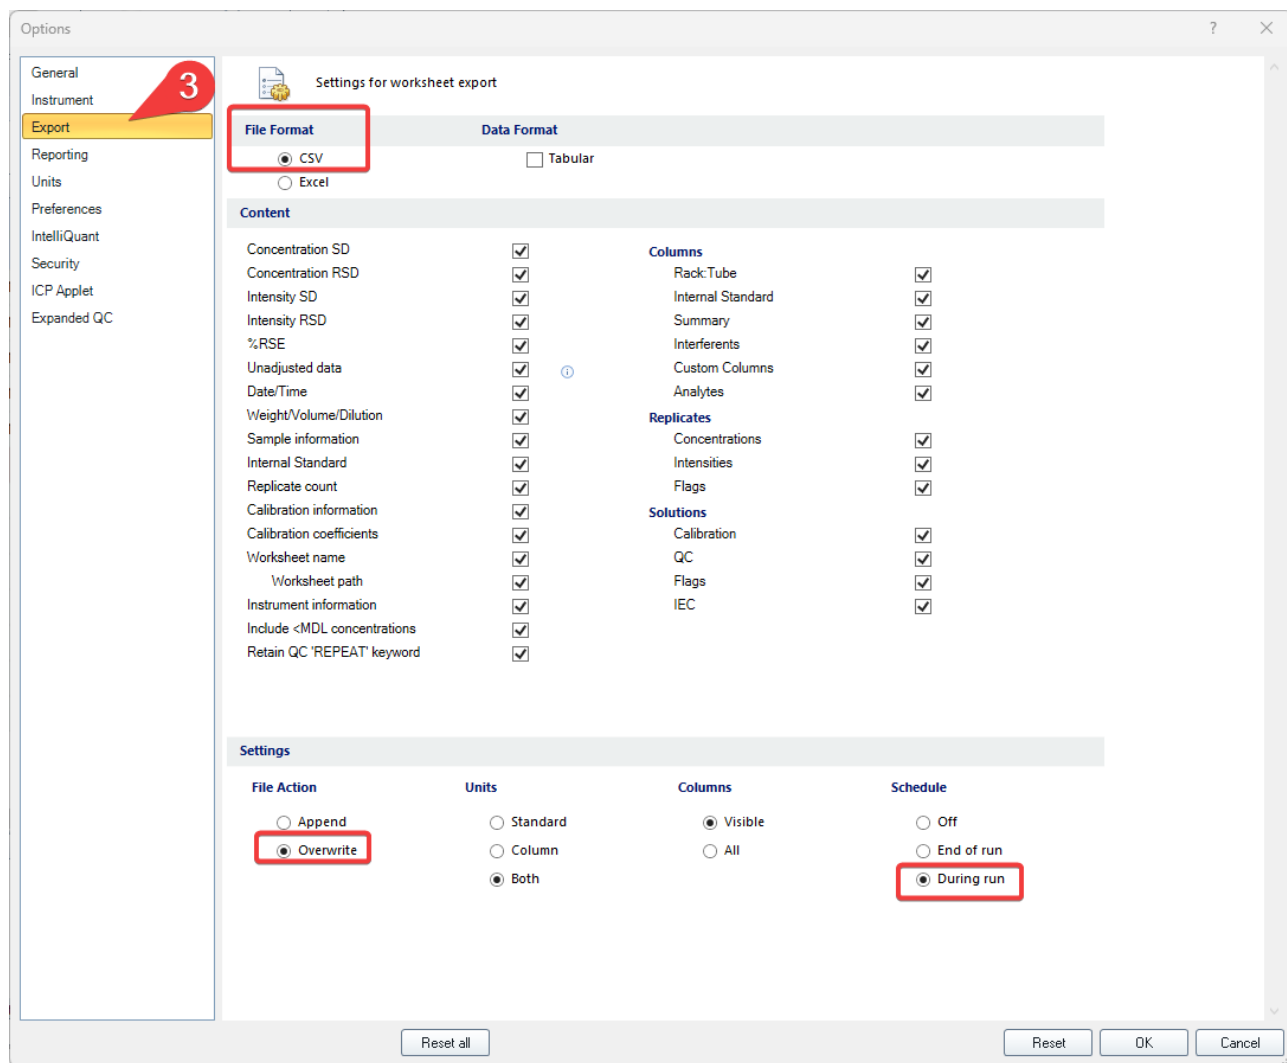 Options
?
General
Instrument
Export
Reporting
Units
Preferences
IntelliQuant
Security
ICP Applet
Expanded QC
3
Settings for worksheet export
File Format
Data Format
CSV
Tabular
Excel
Content
Concentration SD
Concentration RSD
Intensity SD
Intensity RSD
%RSE
Unadjusted data
Date/Time
Weight/Volume/Dilution
Sample information
Internal Standard
Replicate count
Calibration information
Calibration coefficients
Worksheet name
Worksheet path
Instrument information
Include <MDL concentrations
Retain QC 'REPEAT' keyword
Columns
Rack:Tube
Internal Standard
Summary
Interferents
Custom Columns
Analytes
Replicates
Concentrations
Intensities
Flags
Solutions
Calibration
QC
Flags
IEC
Settings
File Action
Append
Overwrite
Units
Standard
Column
Both
Columns
Visible
All
Schedule
Off
End of run
During run
Reset all
Reset
OK
Cancel